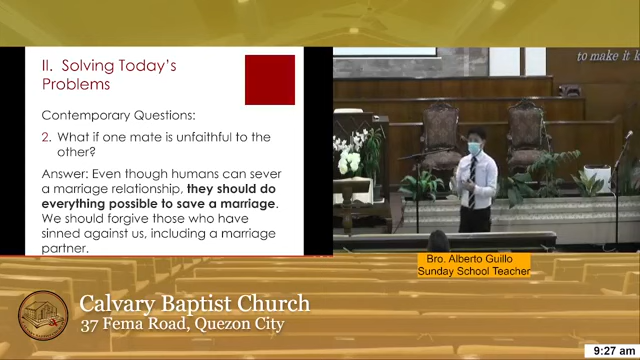 to make it k
II. Solving Today's
Problems
Contemporary Questions:
2. What if one mate is unfaithful to the
other?
Answer: Even though humans can sever
a marriage relationship, they should do
everything possible to save a marriage.
We should forgive those who have
sinned against us, including a marriage
partner.
Bro. Alberto Guillo
Sunday School Teacher
Calvary Baptist Church
37 Fema Road, Quezon City
9:27 am